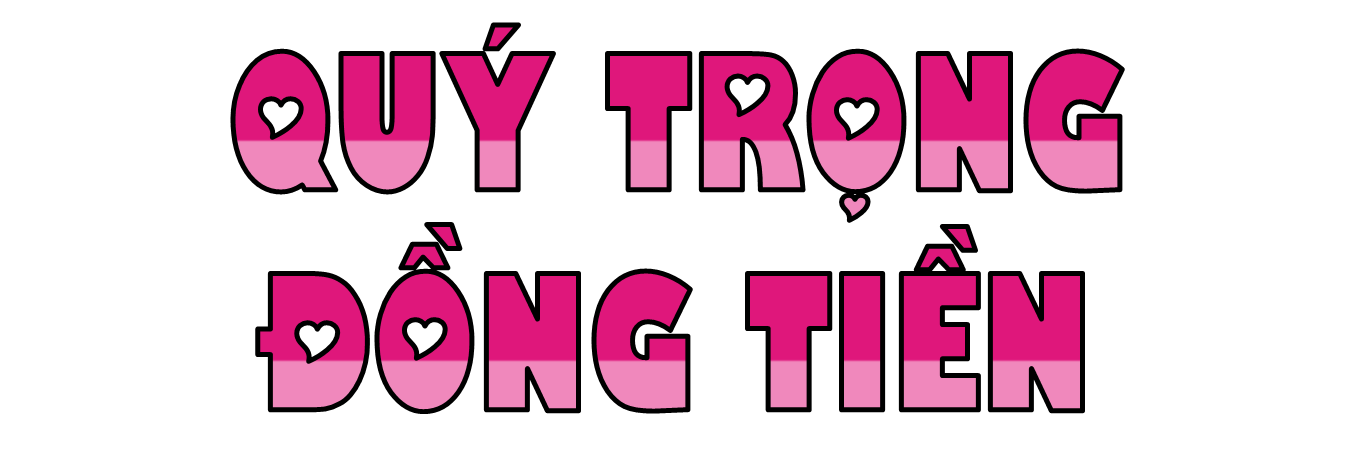 QUÝ TRỌNG
ĐỒNG TIỀN